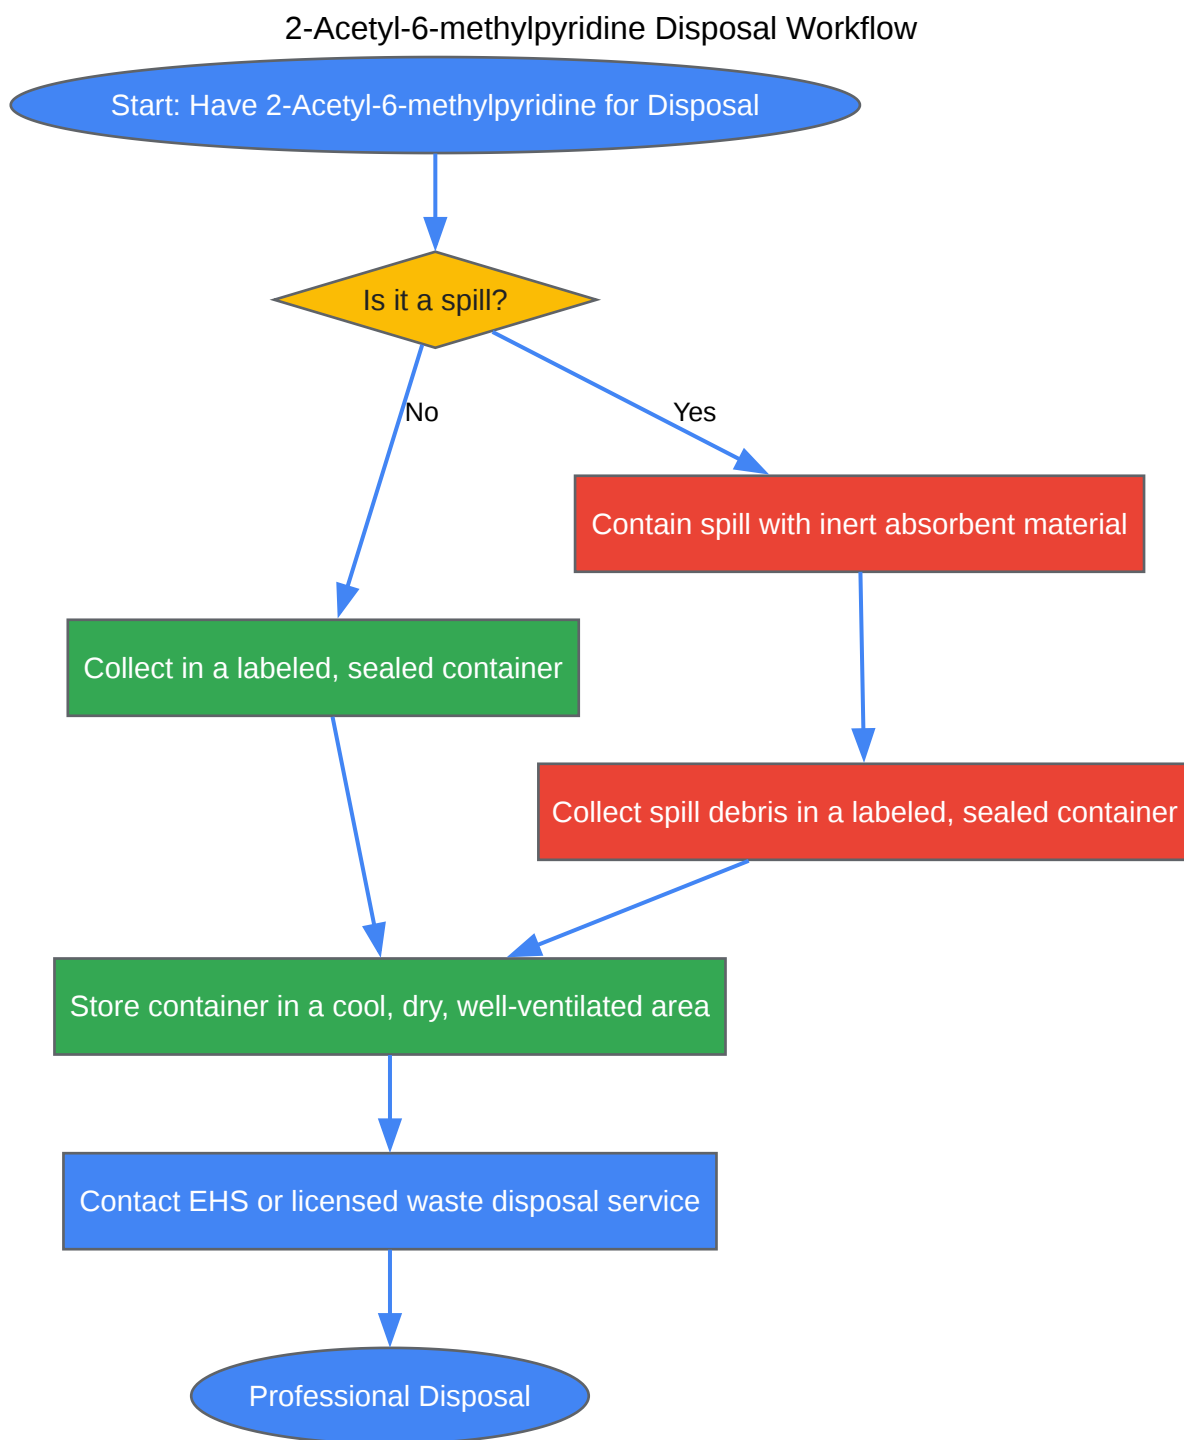 2-Acetyl-6-methylpyridine Disposal Workflow
Start: Have 2-Acetyl-6-methylpyridine for Disposal
Is it a spill?
No
Yes
Contain spill with inert absorbent material
Collect in a labeled, sealed container
Collect spill debris in a labeled, sealed container
Store container in a cool, dry, well-ventilated area
Contact EHS or licensed waste disposal service
Professional Disposal